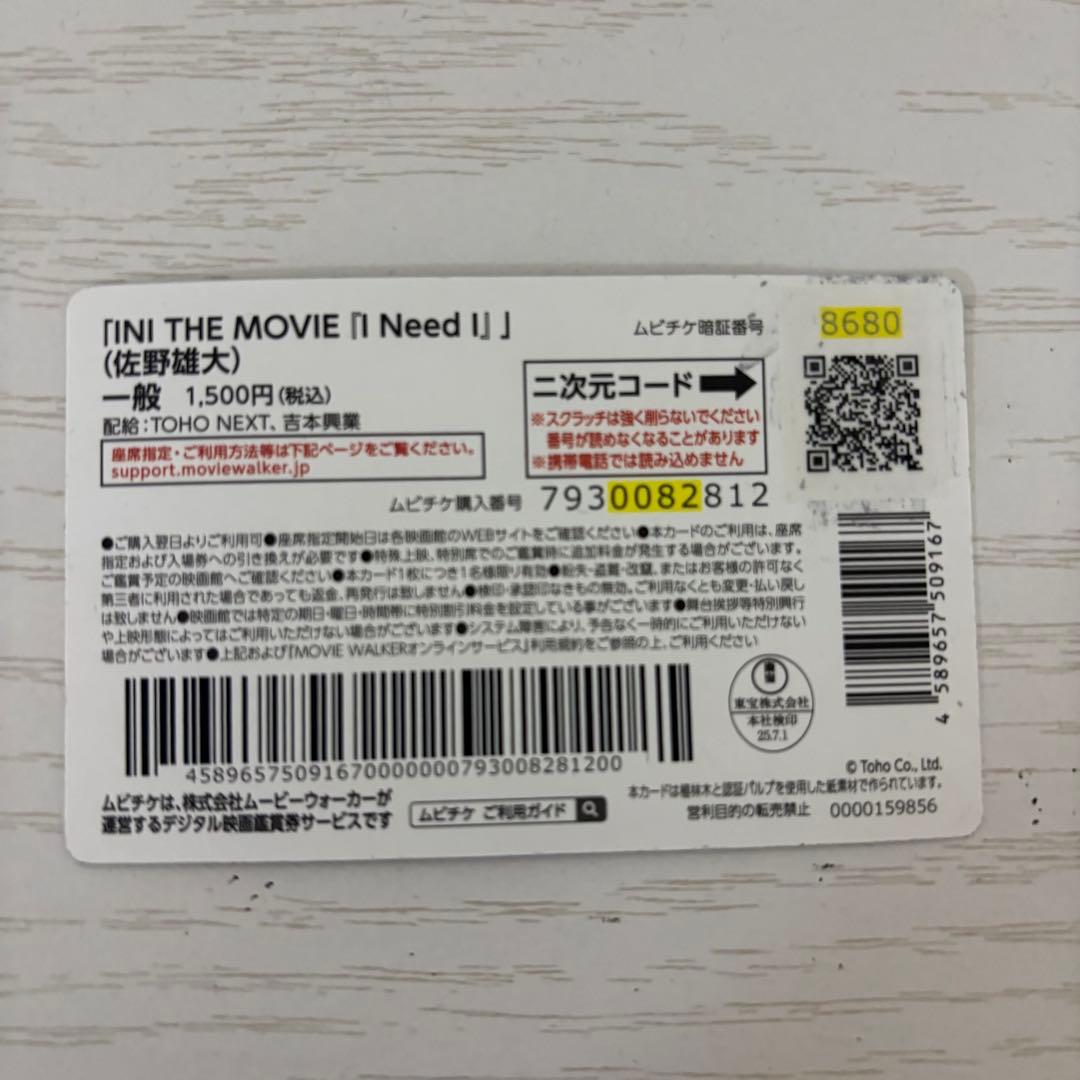 「INI THE MOVIE『I Need I』」
(佐野雄大)
一般 1,500円(税込)
配給:TOHO NEXT、吉本興業
座席指定・ご利用方法等は下記ページをご覧ください。
support.moviewalker.jp
ムビチケ暗証番号 8680
二次元コード
※スクラッチは強く削らないでください
番号が読めなくなることがあります
※携帯電話では読み込めません
ムビチケ購入番号 7930082812
●ご購入翌日よりご利用可●座席指定開始日は各映画館のWEBサイトをご確認ください●本カードのご利用は、座席
指定および入場券への引き換えが必要です●特殊上映、特別席でのご鑑賞時に追加料金が発生する場合がございます。
ご鑑賞予定の映画館へご確認ください●本カード1枚につき1名様限り有効●紛失・盗難・改竄、またはお客様の許可なく
第三者に利用された場合であっても返金、再発行は致しません●検印・承認印なきもの無効。ご利用なくとも変更・払い戻し
は致しません●映画館では特定の期日・曜日・時間帯に特別割引料金を設定している事がございます●舞台挨拶等特別興行
や上映形態によってはご利用いただけない場合がございます●システム障害により、予告なく一時的にご利用いただけない
場合がございます●上記および「MOVIE WALKERオンラインサービス」利用規約をご参照の上、ご利用ください
4 589657 509167
45896575091670000000793008281200
東宝株式会社
本社検印
25.7.1
© Toho Co., Ltd.
本カードは植林木と認証パルプを使用した紙素材で作られています。
営利目的の転売禁止 0000159856
ムビチケは、株式会社ムービーウォーカーが
運営するデジタル映画鑑賞券サービスです
ムビチケ ご利用ガイド